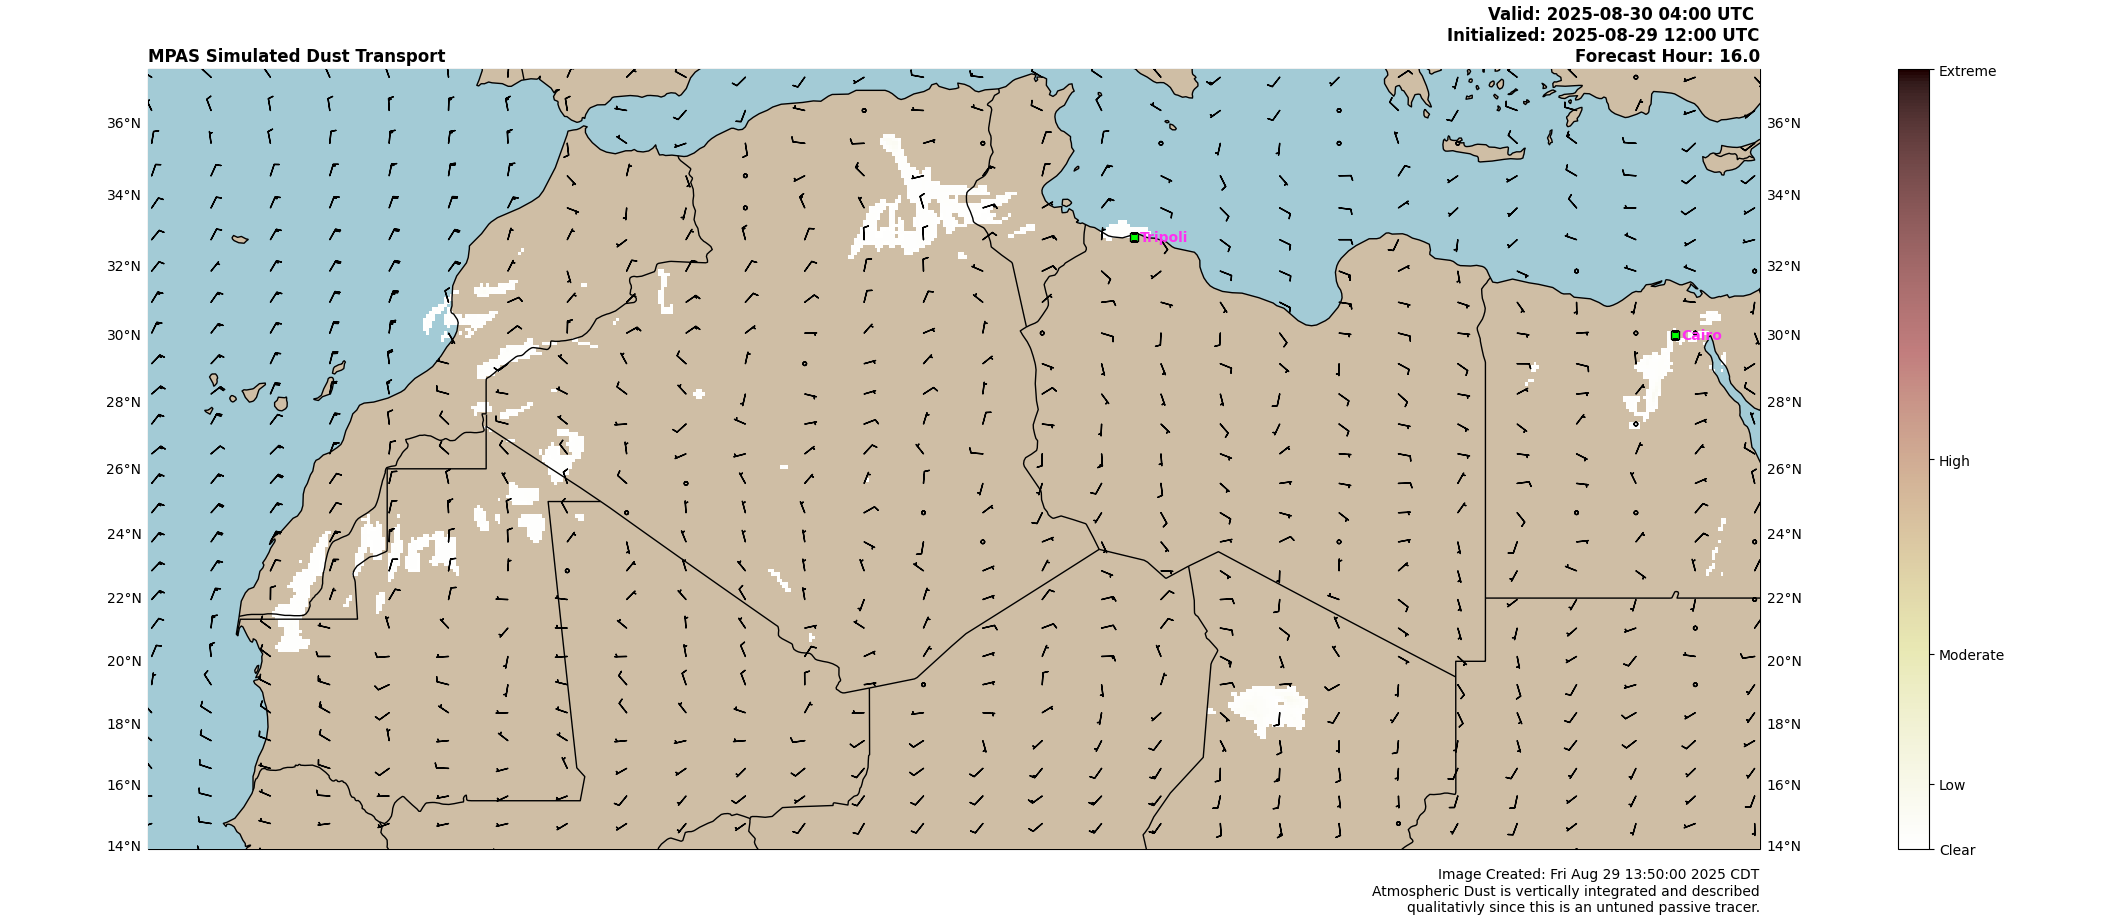 Valid: 2025-08-30 04:00 UTC
Initialized: 2025-08-29 12:00 UTC
MPAS Simulated Dust Transport
Forecast Hour: 16.0
Extreme
36°N
36°N
34°N
34°N
Tripoli
32°N
32°N
30°N
Cairo
30°N
28°N
28°N
High
26°N
26°N
24°N
24°N
22°N
22°N
Moderate
20°N
20°N
18°N
18°N
16°N
16°N
Low
14°N
14°N
Clear
Image Created: Fri Aug 29 13:50:00 2025 CDT
Atmospheric Dust is vertically integrated and described
qualitativly since this is an untuned passive tracer.